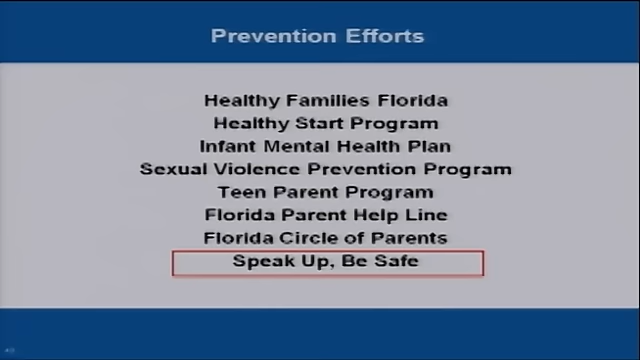 Prevention Efforts
Healthy Families Florida
Healthy Start Program
Infant Mental Health Plan
Sexual Violence Prevention Program
Teen Parent Program
Florida Parent Help Line
Florida Circle of Parents
Speak Up, Be Safe